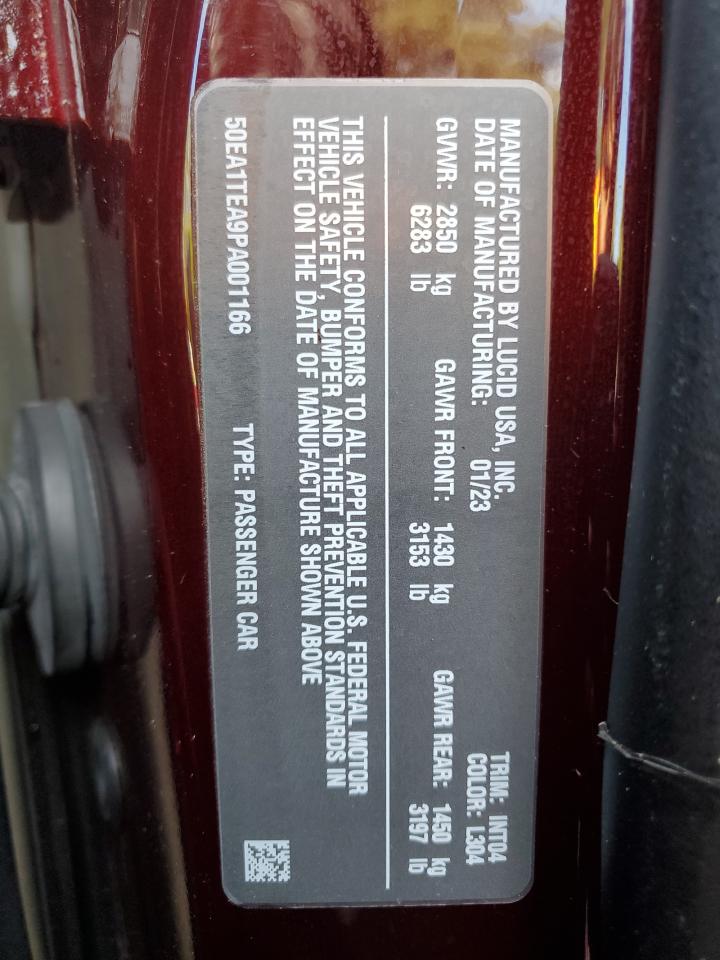 MANUFACTURED BY LUCID USA, INC. TRIM: INT04
DATE OF MANUFACTURING: 01/23 COLOR: L304
GVWR: 2850 kg GAWR FRONT: 1430 kg GAWR REAR: 1450 kg
6283 lb 3153 lb 3197 lb
THIS VEHICLE CONFORMS TO ALL APPLICABLE U.S. FEDERAL MOTOR
VEHICLE SAFETY, BUMPER AND THEFT PREVENTION STANDARDS IN
EFFECT ON THE DATE OF MANUFACTURE SHOWN ABOVE
50EA1TEA9PA001166 TYPE: PASSENGER CAR